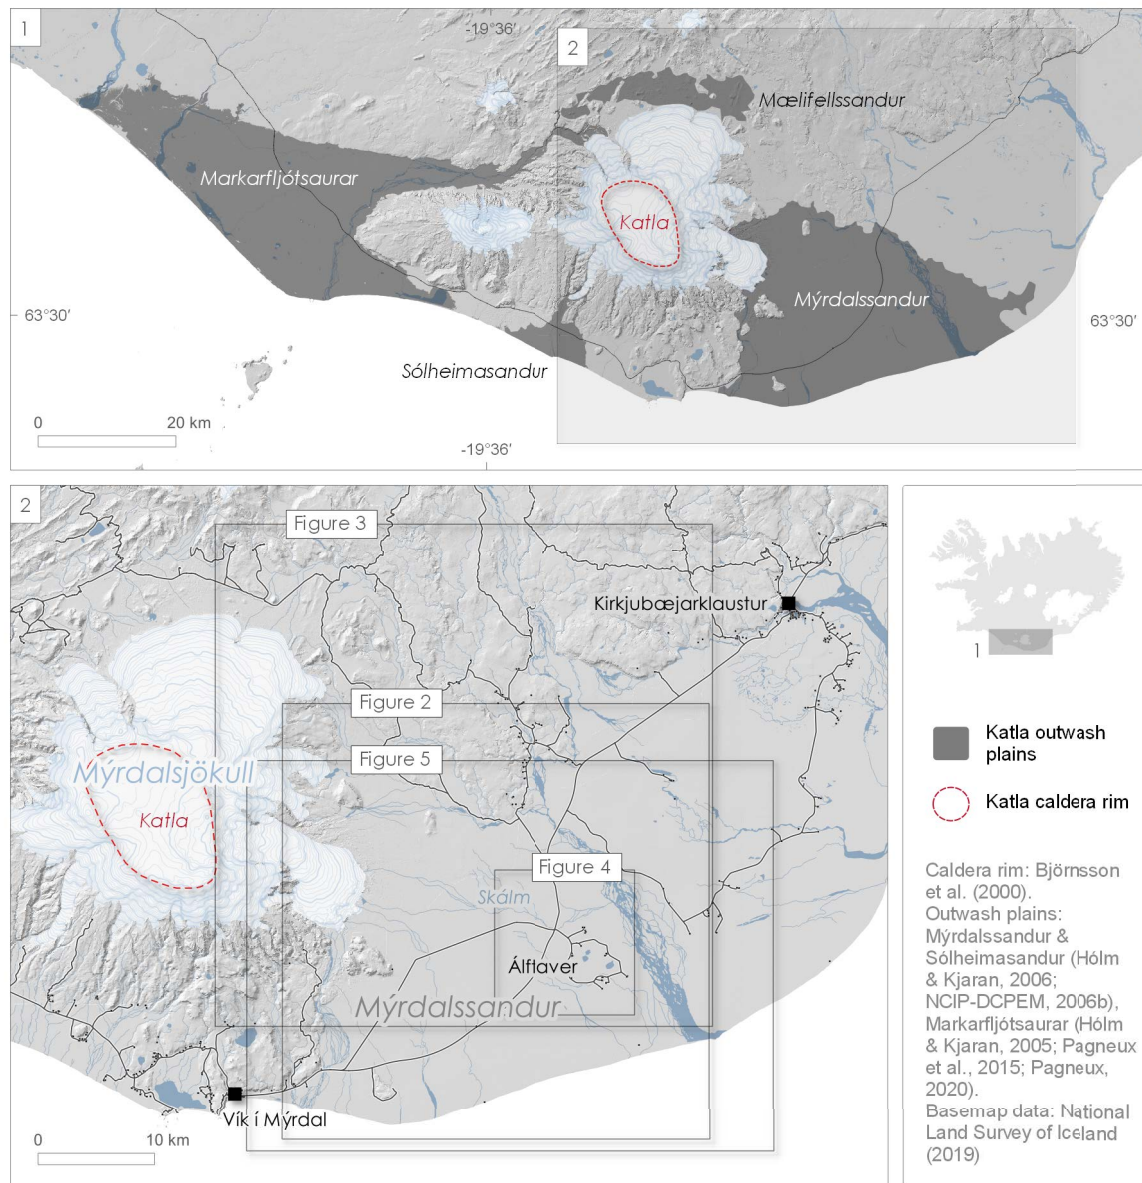 1
-19°36'
2
Mælifellssandur
Markarfljótsaurar
Katla
Mýrdalssandur
63°30'
63°30'
Sólheimasandur
0 20 km
-19°36'
2
Figure 3
Kirkjubæjarklaustur
Figure 2
Figure 5
Mýrdalsjökull
Katla
Figure 4
Skálm
Álftaver
Mýrdalssandur
Vík í Mýrdal
0 10 km
1
Katla outwash
plains
Katla caldera rim
Caldera rim: Björnsson
et al. (2000).
Outwash plains:
Mýrdalssandur &
Sólheimasandur (Hólm
& Kjaran, 2006;
NCIP-DCPEM, 2006b),
Markarfljótsaurar (Hólm
& Kjaran, 2005; Pagneux
et al., 2015; Pagneux,
2020).
Basemap data: National
Land Survey of Iceland
(2019)